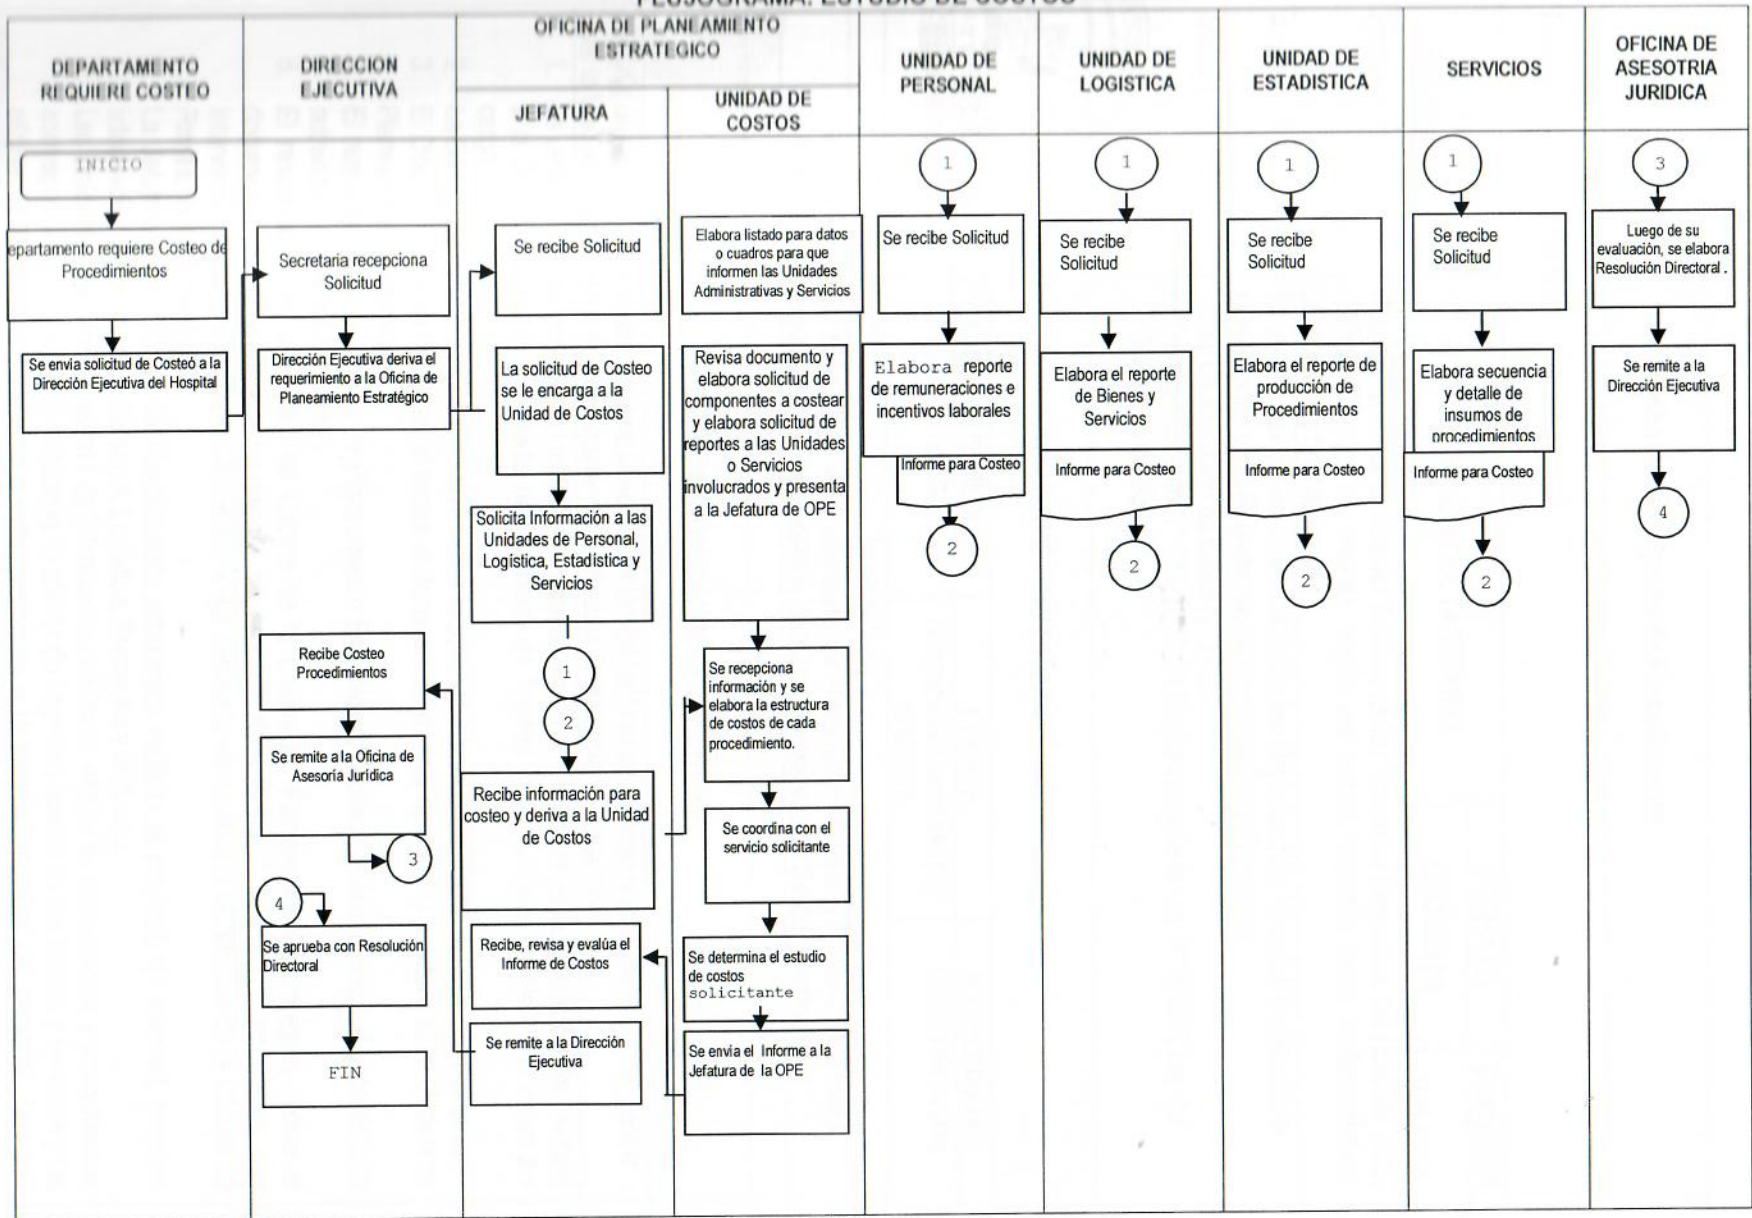 FLUJOGRAMA: ESTUDIO DE COSTOS
DEPARTAMENTO
REQUIERE COSTEO
DIRECCION
EJECUTIVA
OFICINA DE PLANEAMIENTO
ESTRATEGICO
JEFATURA
UNIDAD DE
COSTOS
UNIDAD DE
PERSONAL
UNIDAD DE
LOGISTICA
UNIDAD DE
ESTADISTICA
SERVICIOS
OFICINA DE
ASESOTRIA
JURIDICA
INICIO
epartamento requiere Costeo de
Procedimientos
Se envia solicitud de Costeó a la
Dirección Ejecutiva del Hospital
Secretaria recepciona
Solicitud
Dirección Ejecutiva deriva el
requerimiento a la Oficina de
Planeamiento Estratégico
Recibe Costeo
Procedimientos
Se remite a la Oficina de
Asesoría Jurídica
3
4
Se aprueba con Resolución
Directoral
FIN
Se recibe Solicitud
La solicitud de Costeo
se le encarga a la
Unidad de Costos
Solicita Información a las
Unidades de Personal,
Logística, Estadística y
Servicios
1
2
Recibe información para
costeo y deriva a la Unidad
de Costos
Recibe, revisa y evalúa el
Informe de Costos
Se remite a la Dirección
Ejecutiva
Elabora listado para datos
o cuadros para que
informen las Unidades
Administrativas y Servicios
Revisa documento y
elabora solicitud de
componentes a costear
y elabora solicitud de
reportes a las Unidades
o Servicios
involucrados y presenta
a la Jefatura de OPE
Se recepciona
información y se
elabora la estructura
de costos de cada
procedimiento.
Se coordina con el
servicio solicitante
Se determina el estudio
de costos
solicitante
Se envia el Informe a la
Jefatura de la OPE
1
Se recibe Solicitud
Elabora reporte
de remuneraciones e
incentivos laborales
Informe para Costeo
2
1
Se recibe
Solicitud
Elabora el reporte
de Bienes y
Servicios
Informe para Costeo
2
1
Se recibe
Solicitud
Elabora el reporte de
producción de
Procedimientos
Informe para Costeo
2
1
Se recibe
Solicitud
Elabora secuencia
y detalle de
insumos de
procedimientos
Informe para Costeo
2
3
Luego de su
evaluación, se elabora
Resolución Directoral .
Se remite a la
Dirección Ejecutiva
4